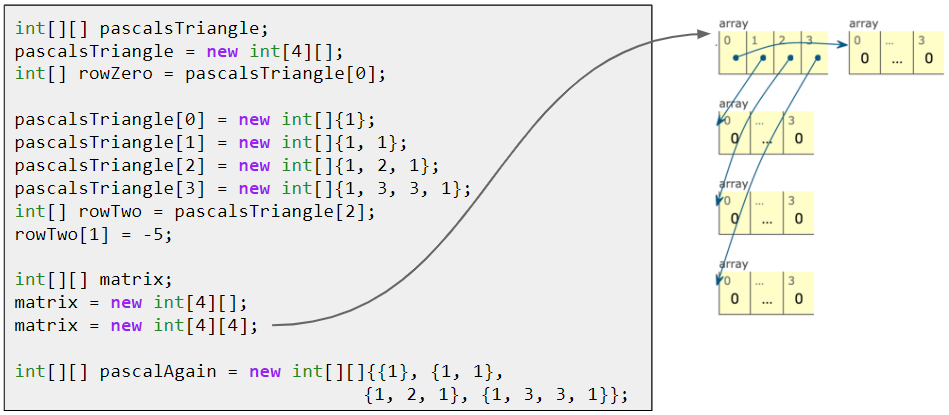 int[][] pascalsTriangle;
pascalsTriangle = new int[4][];
int[] rowZero = pascalsTriangle[0];
pascalsTriangle[0] = new int[]{1};
pascalsTriangle[1] = new int[]{1, 1};
pascalsTriangle[2] = new int[]{1, 2, 1};
pascalsTriangle[3] = new int[]{1, 3, 3, 1};
int[] rowTwo = pascalsTriangle[2];
rowTwo[1] = -5;
int[][] matrix;
matrix = new int[4][];
matrix = new int[4][4];
int[][] pascalAgain = new int[][]{{1}, {1, 1},
{1, 2, 1}, {1, 3, 3, 1}};
array
0 1 2 3
array
0 ... 3
0 ... 0
array
0 ... 3
0 ... 0
array
0 ... 3
0 ... 0
array
0 ... 3
0 ... 0